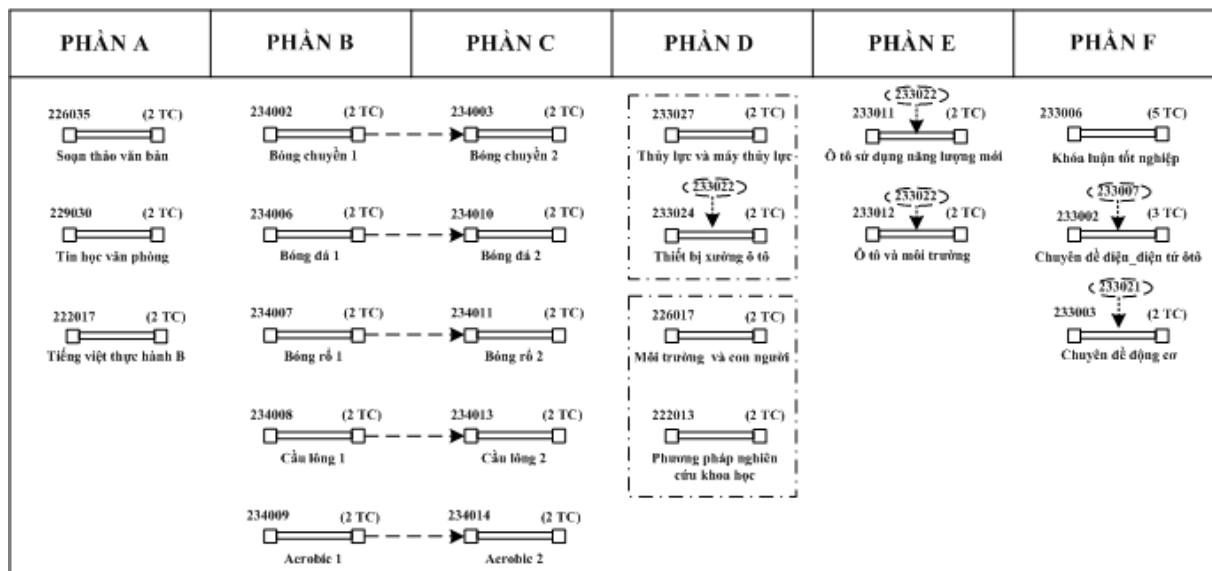 PHẦN A
PHẦN B
PHẦN C
PHẦN D
PHẦN E
PHẦN F
226035 (2 TC)
Soạn thảo văn bản
229030 (2 TC)
Tin học văn phòng
222017 (2 TC)
Tiếng việt thực hành B
234002 (2 TC)
Bóng chuyền 1
234006 (2 TC)
Bóng đá 1
234007 (2 TC)
Bóng rổ 1
234008 (2 TC)
Cầu lông 1
234009 (2 TC)
Aerobic 1
234003 (2 TC)
Bóng chuyền 2
234010 (2 TC)
Bóng đá 2
234011 (2 TC)
Bóng rổ 2
234013 (2 TC)
Cầu lông 2
234014 (2 TC)
Aerobic 2
233027 (2 TC)
Thủy lực và máy thủy lực
233022
233024 (2 TC)
Thiết bị xưởng ô tô
226017 (2 TC)
Môi trường và con người
222013 (2 TC)
Phương pháp nghiên
cứu khoa học
233022
233011 (2 TC)
Ô tô sử dụng năng lượng mới
233022
233012 (2 TC)
Ô tô và môi trường
233006 (5 TC)
Khóa luận tốt nghiệp
233007
233002 (3 TC)
Chuyên đề điện_điện tử ôtô
233021
233003 (2 TC)
Chuyên đề động cơ